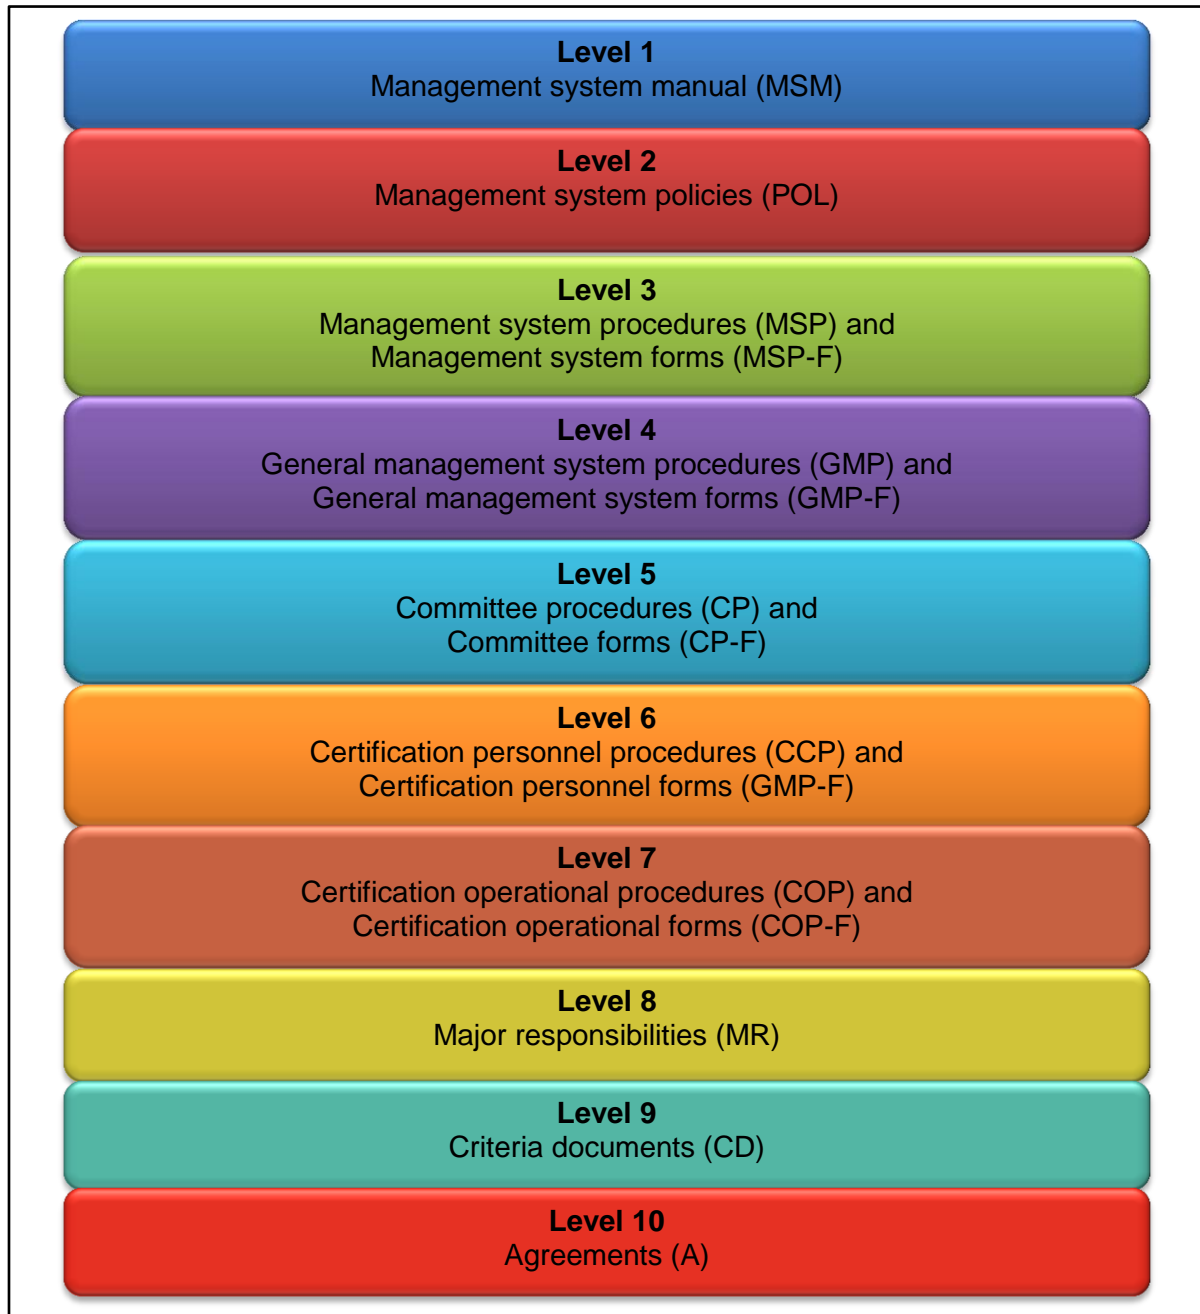 Level 1
Management system manual (MSM)
Level 2
Management system policies (POL)
Level 3
Management system procedures (MSP) and
Management system forms (MSP-F)
Level 4
General management system procedures (GMP) and
General management system forms (GMP-F)
Level 5
Committee procedures (CP) and
Committee forms (CP-F)
Level 6
Certification personnel procedures (CCP) and
Certification personnel forms (GMP-F)
Level 7
Certification operational procedures (COP) and
Certification operational forms (COP-F)
Level 8
Major responsibilities (MR)
Level 9
Criteria documents (CD)
Level 10
Agreements (A)